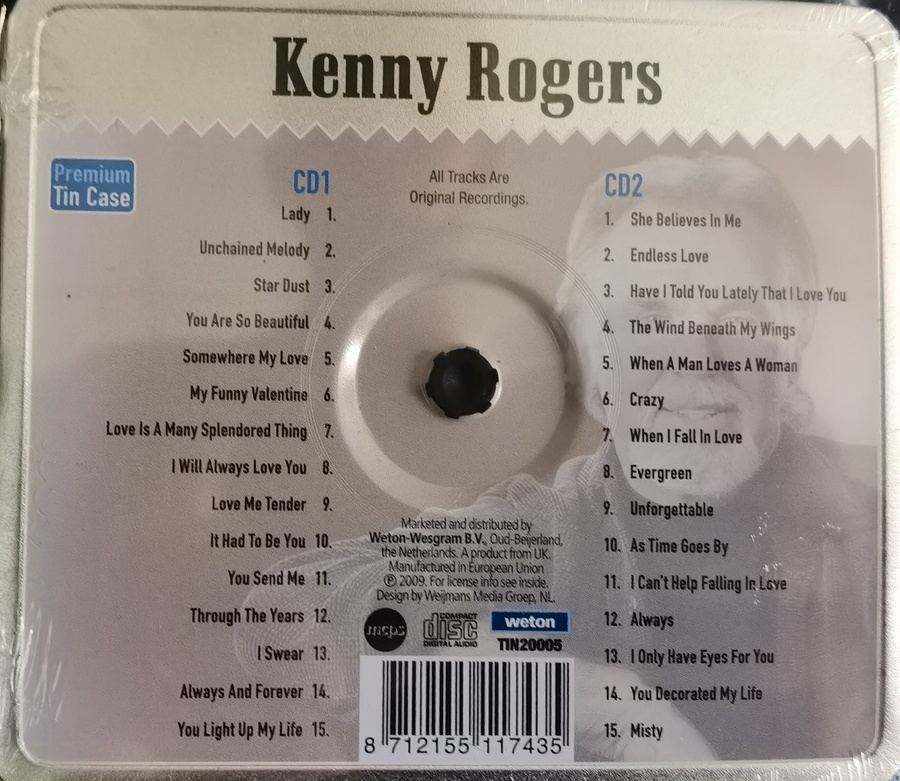 Kenny Rogers
Premium
Tin Case
CD1
Lady 1.
Unchained Melody 2.
Star Dust 3.
You Are So Beautiful 4.
Somewhere My Love 5.
My Funny Valentine 6.
Love Is A Many Splendored Thing 7.
I Will Always Love You 8.
Love Me Tender 9.
It Had To Be You 10.
You Send Me 11.
Through The Years 12.
I Swear 13.
Always And Forever 14.
You Light Up My Life 15.
All Tracks Are
Original Recordings.
CD2
1. She Believes In Me
2. Endless Love
3. Have I Told You Lately That I Love You
4. The Wind Beneath My Wings
5. When A Man Loves A Woman
6. Crazy
7. When I Fall In Love
8. Evergreen
9. Unforgettable
10. As Time Goes By
11. I Can't Help Falling In Love
12. Always
13. I Only Have Eyes For You
14. You Decorated My Life
15. Misty
Marketed and distributed by
Weton-Wesgram B.V., Oud-Beijerland,
the Netherlands. A product from UK.
Manufactured in European Union
℗ 2009. For license info see inside.
Design by Weijmans Media Groep, NL.
mcps
COMPACT
disc
DIGITAL AUDIO
weton
TIN20005
8 712155 117435